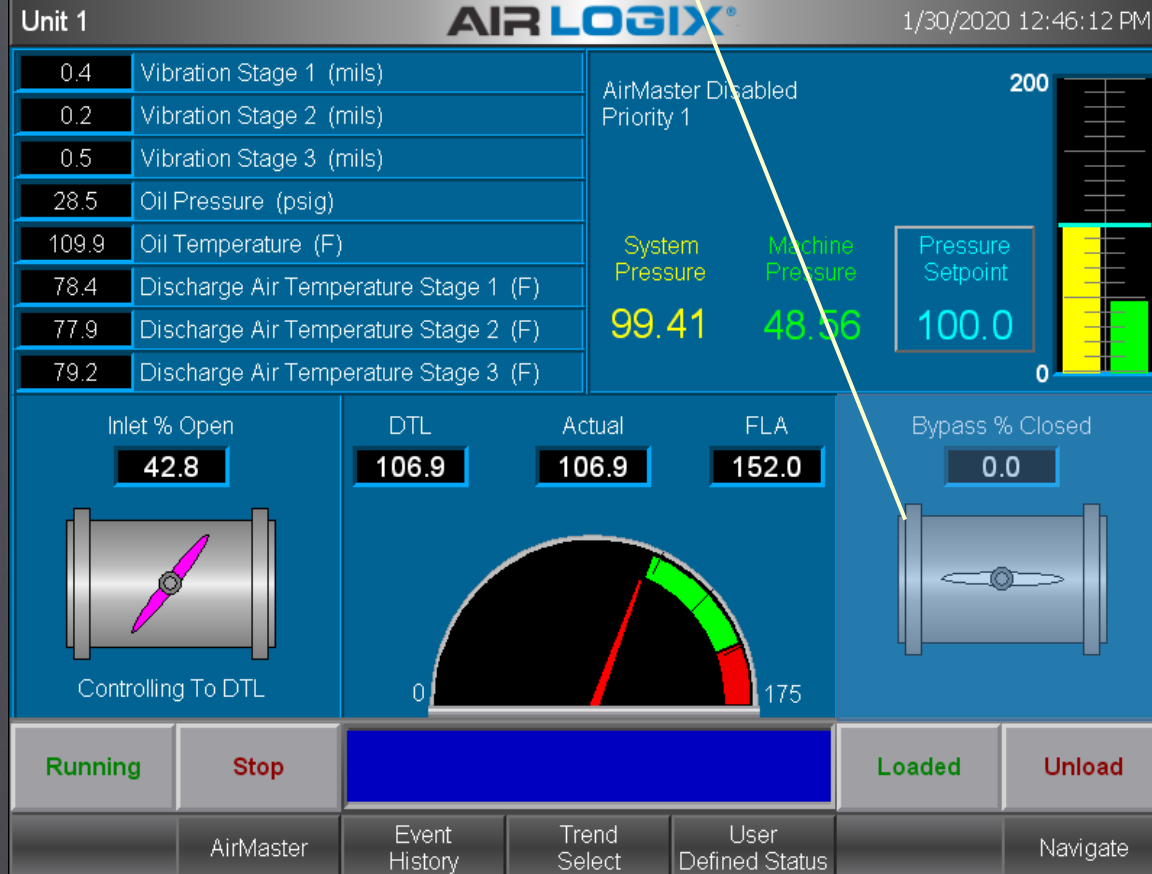 Unit 1
AIRLOGIX®
1/30/2020 12:46:12 PM
0.4 Vibration Stage 1 (mils)
0.2 Vibration Stage 2 (mils)
0.5 Vibration Stage 3 (mils)
28.5 Oil Pressure (psig)
109.9 Oil Temperature (F)
78.4 Discharge Air Temperature Stage 1 (F)
77.9 Discharge Air Temperature Stage 2 (F)
79.2 Discharge Air Temperature Stage 3 (F)
AirMaster Disabled
Priority 1
System
Pressure
99.41
Machine
Pressure
48.56
Pressure
Setpoint
100.0
200
0
Inlet % Open
42.8
Controlling To DTL
DTL
106.9
Actual
106.9
FLA
152.0
0
175
Bypass % Closed
0.0
Running
Stop
Loaded
Unload
AirMaster
Event
History
Trend
Select
User
Defined Status
Navigate